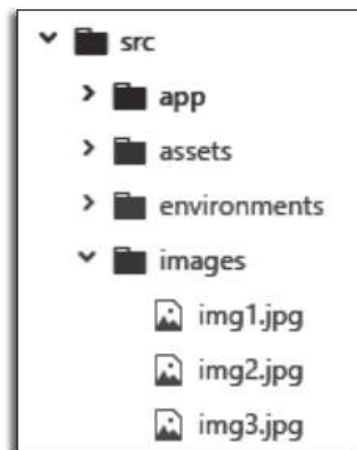 src
app
assets
environments
images
img1.jpg
img2.jpg
img3.jpg